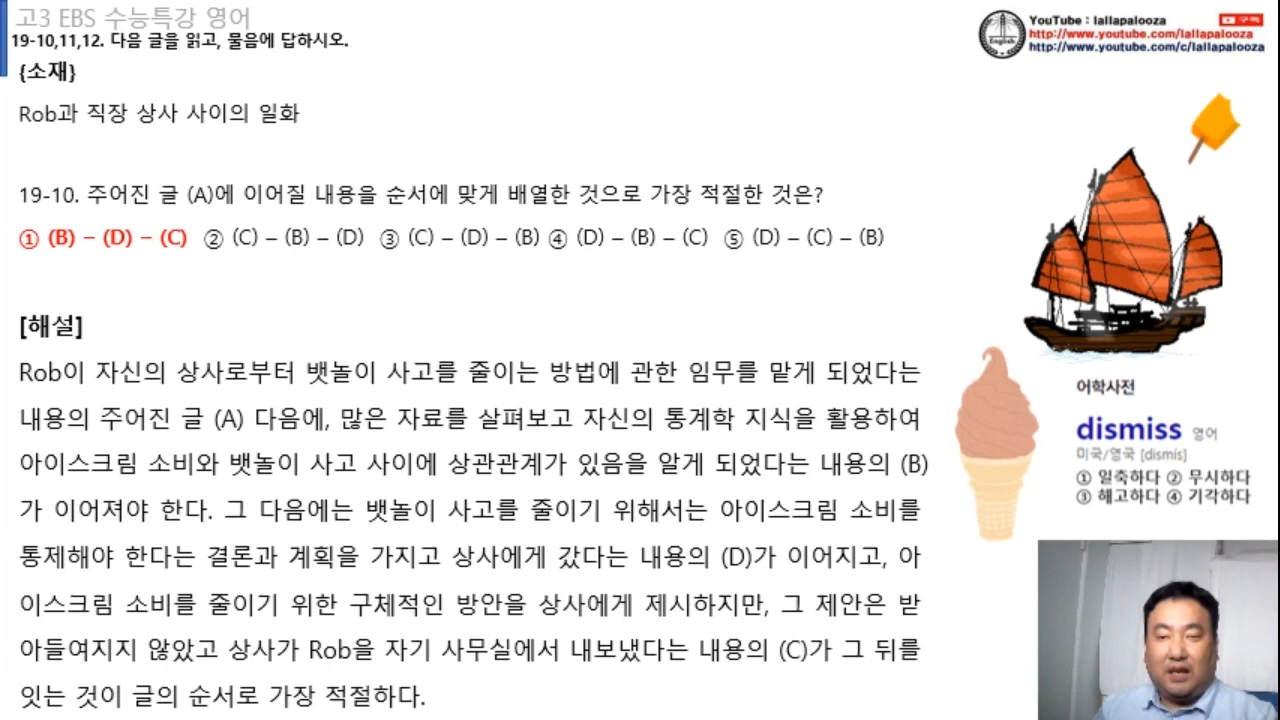 고3 EBS 수능특강 영어
19-10,11,12. 다음 글을 읽고, 물음에 답하시오.
{소재}
Rob과 직장 상사 사이의 일화
19-10. 주어진 글 (A)에 이어질 내용을 순서에 맞게 배열한 것으로 가장 적절한 것은?
① (B) – (D) – (C) ② (C) – (B) – (D) ③ (C) – (D) – (B) ④ (D) – (B) – (C) ⑤ (D) – (C) – (B)
[해설]
Rob이 자신의 상사로부터 뱃놀이 사고를 줄이는 방법에 관한 임무를 맡게 되었다는
내용의 주어진 글 (A) 다음에, 많은 자료를 살펴보고 자신의 통계학 지식을 활용하여
아이스크림 소비와 뱃놀이 사고 사이에 상관관계가 있음을 알게 되었다는 내용의 (B)
가 이어져야 한다. 그 다음에는 뱃놀이 사고를 줄이기 위해서는 아이스크림 소비를
통제해야 한다는 결론과 계획을 가지고 상사에게 갔다는 내용의 (D)가 이어지고, 아
이스크림 소비를 줄이기 위한 구체적인 방안을 상사에게 제시하지만, 그 제안은 받
아들여지지 않았고 상사가 Rob을 자기 사무실에서 내보냈다는 내용의 (C)가 그 뒤를
잇는 것이 글의 순서로 가장 적절하다.
YouTube : lallapalooza
구독
http://www.youtube.com/lallapalooza
http://www.youtube.com/c/lallapalooza
English
어학사전
dismiss 영어
미국/영국 [dismís]
① 일축하다 ② 무시하다
③ 해고하다 ④ 기각하다